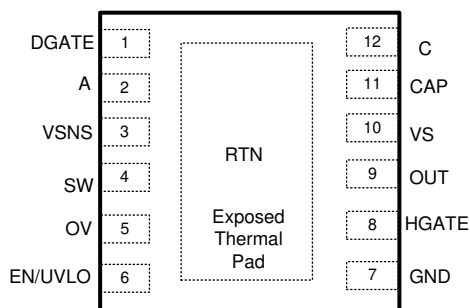 DGATE 1
A 2
VSNS 3
SW 4
OV 5
EN/UVLO 6
RTN
Exposed
Thermal
Pad
12 C
11 CAP
10 VS
9 OUT
8 HGATE
7 GND